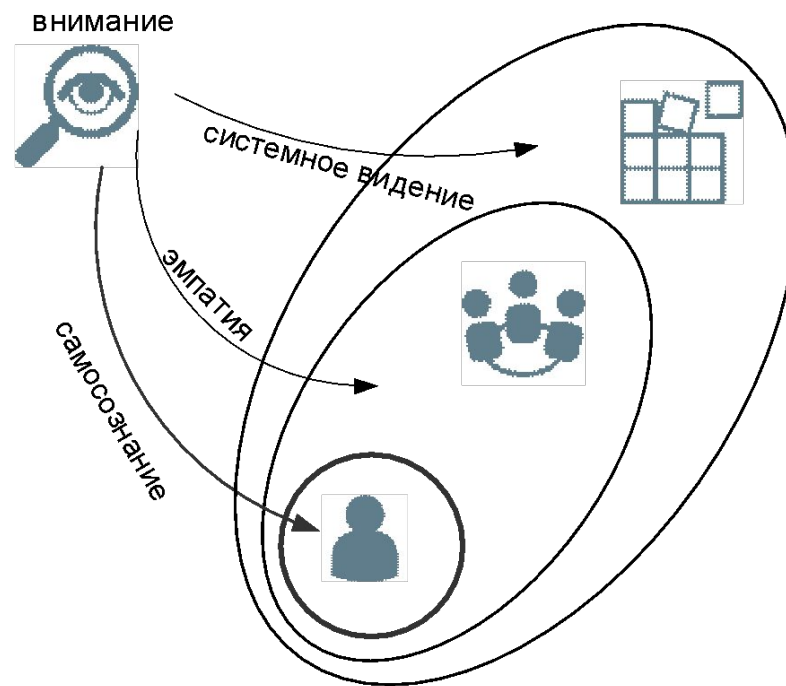 внимание
системное видение
эмпатия
самосознание